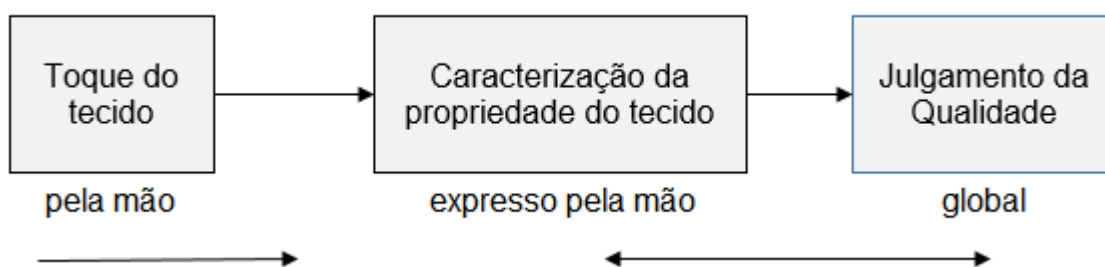 Toque do
tecido
Caracterização da
propriedade do tecido
Julgamento da
Qualidade
pela mão
expresso pela mão
global